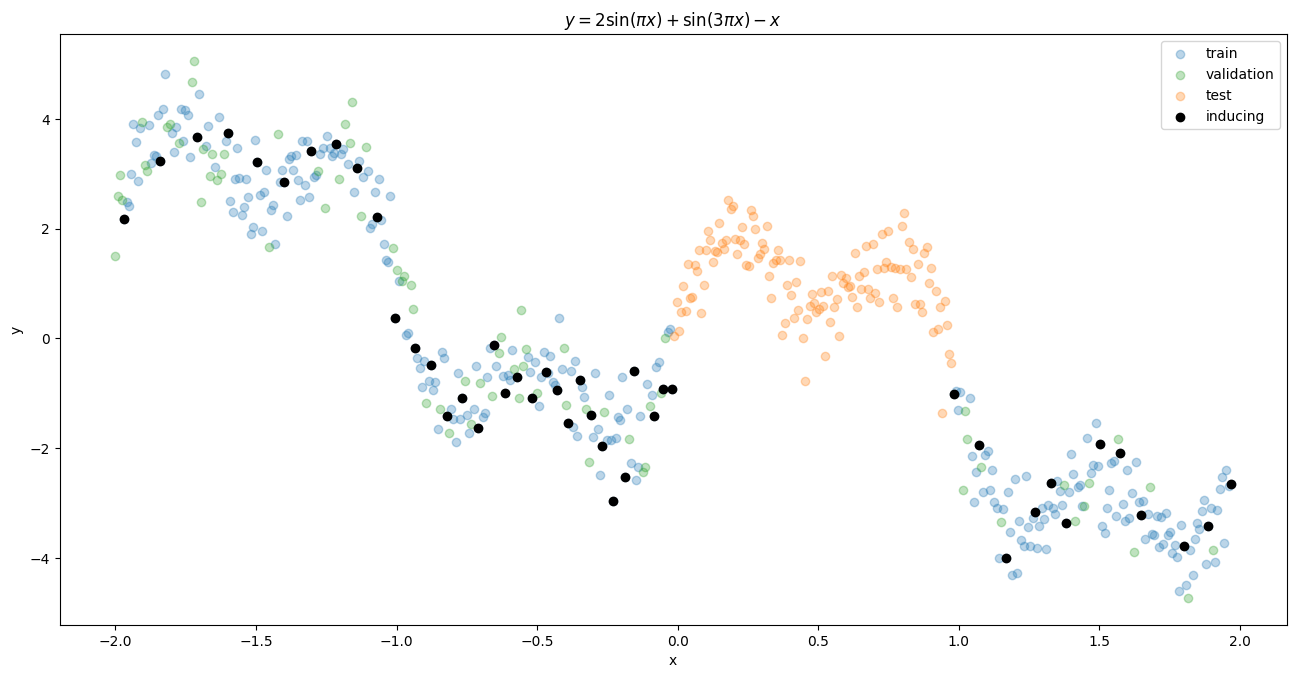 y = 2sin(πx) + sin(3πx) − x
train
validation
test
inducing
y
4
2
0
−2
−4
−2.0 −1.5 −1.0 −0.5 0.0 0.5 1.0 1.5 2.0
x